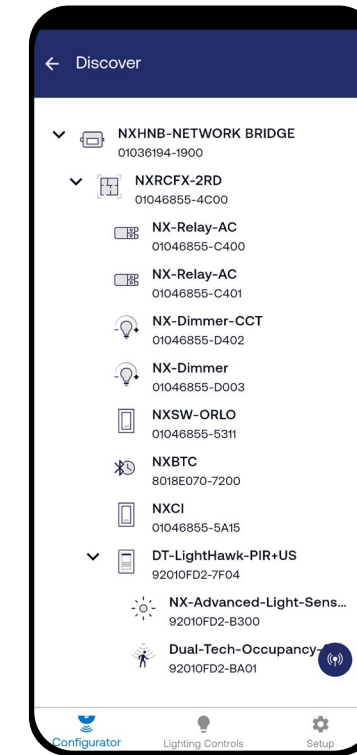 Discover
NXHNB-NETWORK BRIDGE
01036194-1900
NXRCFX-2RD
01046855-4C00
NX-Relay-AC
01046855-C400
NX-Relay-AC
01046855-C401
NX-Dimmer-CCT
01046855-D402
NX-Dimmer
01046855-D003
NXSW-ORLO
01046855-5311
NXBTC
8018E070-7200
NXCI
01046855-5A15
DT-LightHawk-PIR+US
92010FD2-7F04
NX-Advanced-Light-Sens...
92010FD2-B300
Dual-Tech-Occupancy-
92010FD2-BA01
Configurator
Lighting Controls
Setup